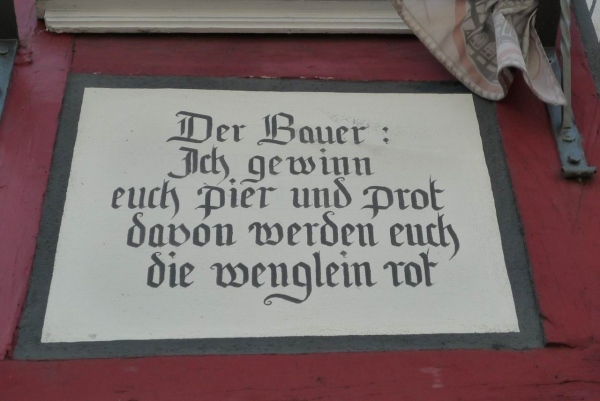 Der Bauer :
Ich gewinn
euch pier und prot
davon werden euch
die wenglein rot